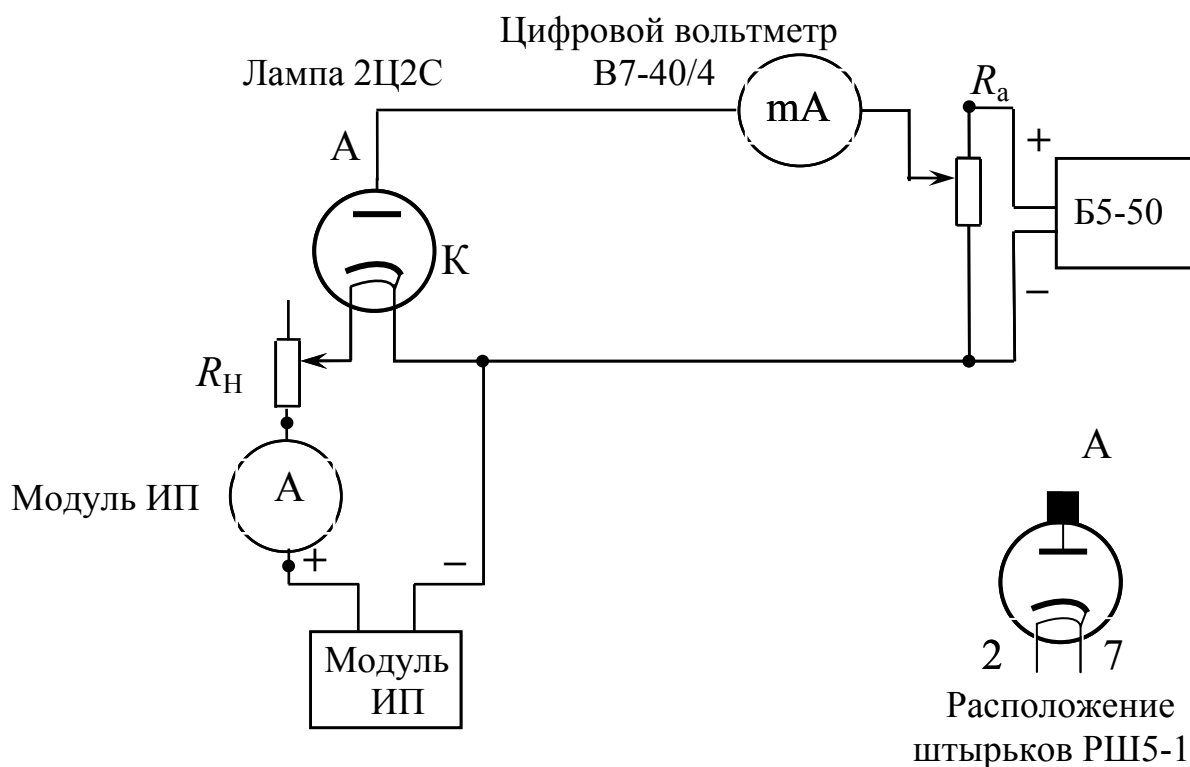 Цифровой вольтметр
В7-40/4
Лампа 2Ц2С
mA
Rа
А
+
Б5-50
К
–
RН
А
Модуль ИП
А
+
–
Модуль
ИП
2
7
Расположение
штырьков РШ5-1